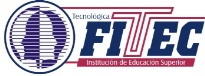 Tecnológica
FITEC
Institución de Educación Superior